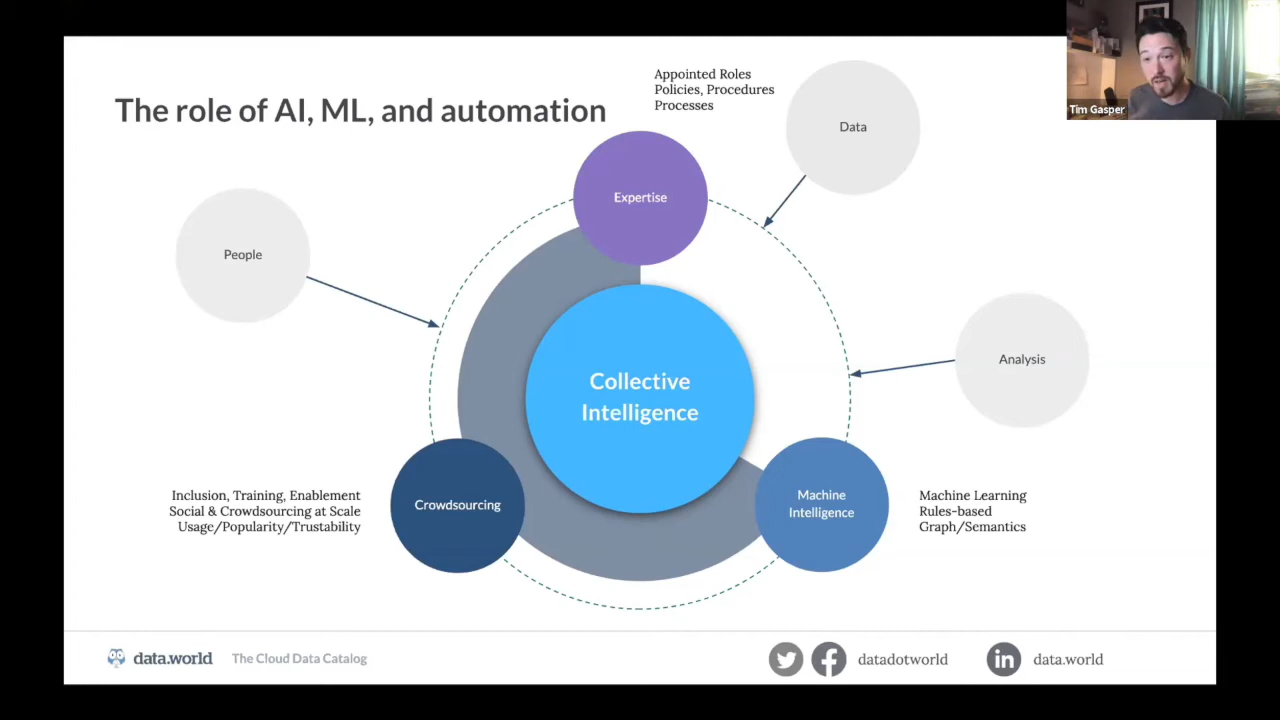 The role of AI, ML, and automation
Appointed Roles
Policies, Procedures
Processes
Data
Tim Gasper
Expertise
People
Analysis
Collective
Intelligence
Inclusion, Training, Enablement
Social & Crowdsourcing at Scale
Usage/Popularity/Trustability
Crowdsourcing
Machine
Intelligence
Machine Learning
Rules-based
Graph/Semantics
data.world
The Cloud Data Catalog
datadotworld
in
data.world